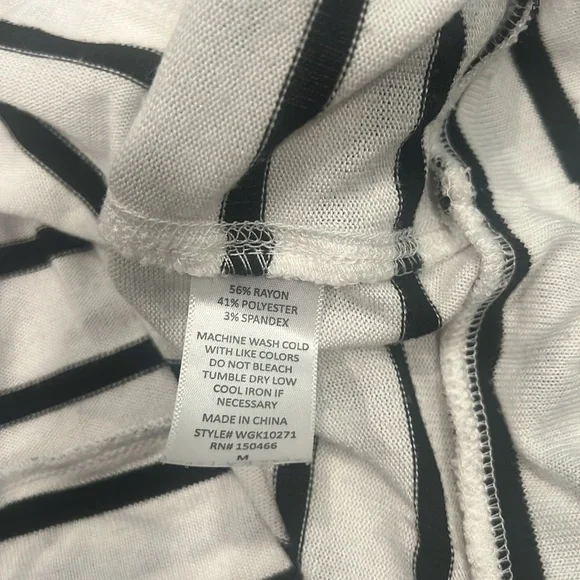 56% RAYON
41% POLYESTER
3% SPANDEX
MACHINE WASH COLD
WITH LIKE COLORS
DO NOT BLEACH
TUMBLE DRY LOW
COOL IRON IF
NECESSARY
MADE IN CHINA
STYLE# WGK10271
RN# 150466
M